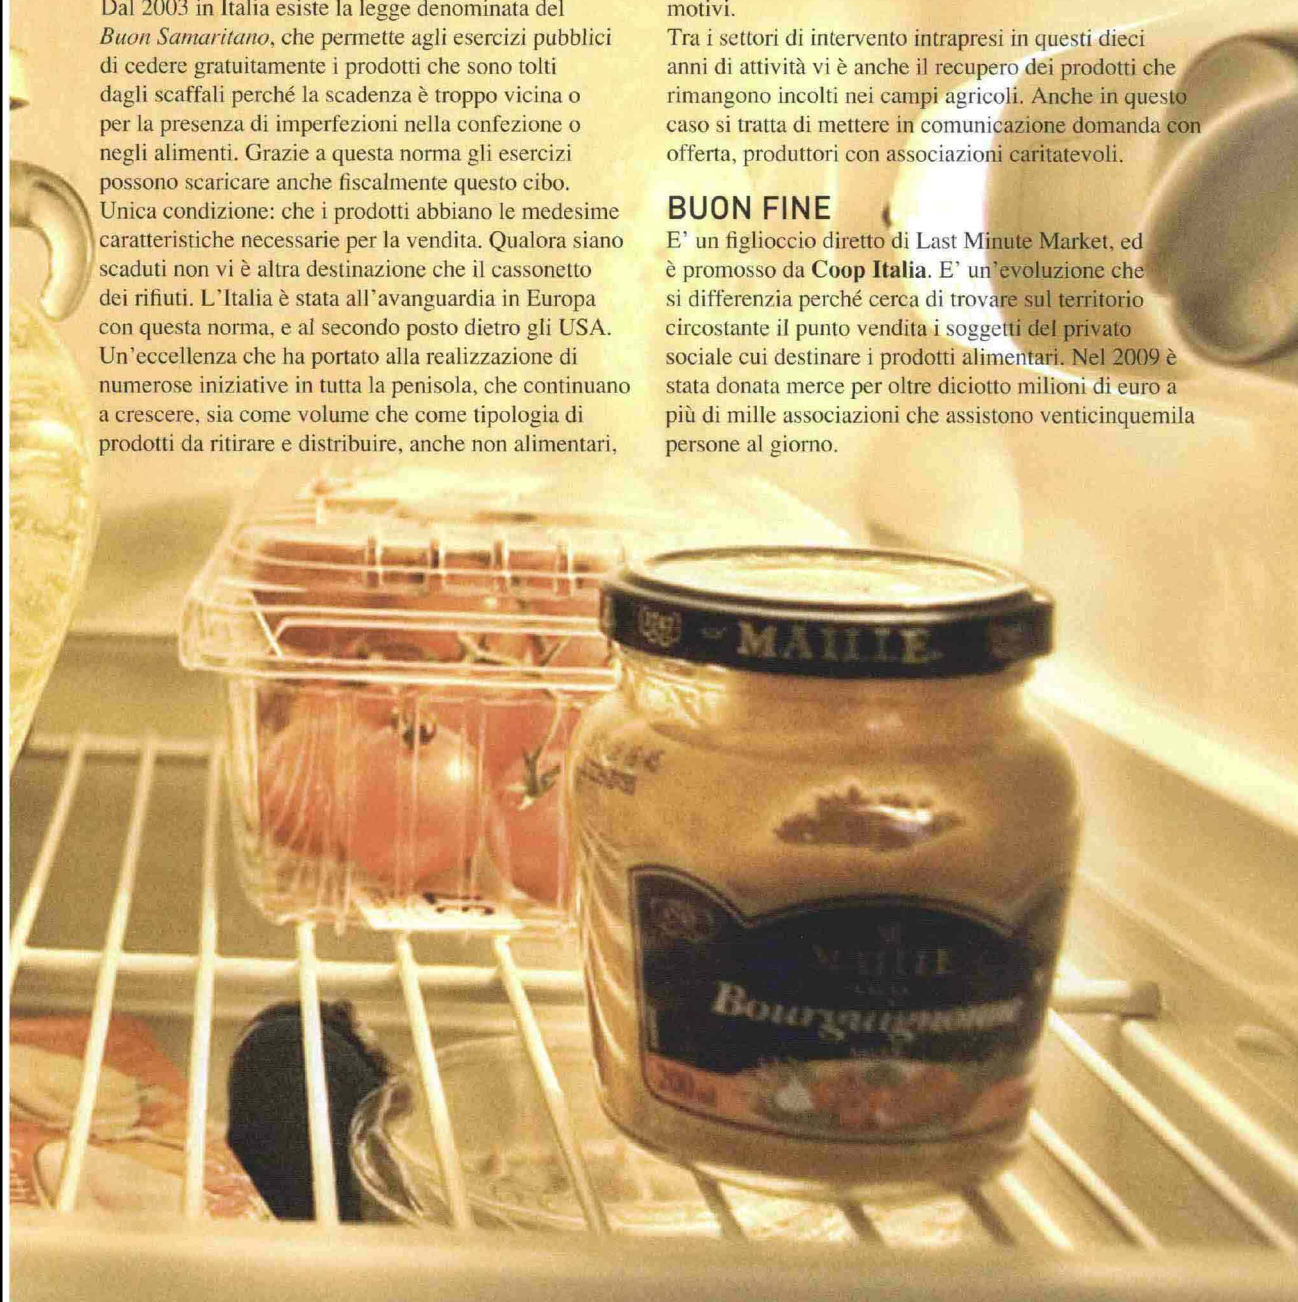 Dal 2003 in Italia esiste la legge denominata del
Buon Samaritano, che permette agli esercizi pubblici
di cedere gratuitamente i prodotti che sono tolti
dagli scaffali perché la scadenza è troppo vicina o
per la presenza di imperfezioni nella confezione o
negli alimenti. Grazie a questa norma gli esercizi
possono scaricare anche fiscalmente questo cibo.
Unica condizione: che i prodotti abbiano le medesime
caratteristiche necessarie per la vendita. Qualora siano
scaduti non vi è altra destinazione che il cassonetto
dei rifiuti. L'Italia è stata all'avanguardia in Europa
con questa norma, e al secondo posto dietro gli USA.
Un'eccellenza che ha portato alla realizzazione di
numerose iniziative in tutta la penisola, che continuano
a crescere, sia come volume che come tipologia di
prodotti da ritirare e distribuire, anche non alimentari,
motivi.
Tra i settori di intervento intrapresi in questi dieci
anni di attività vi è anche il recupero dei prodotti che
rimangono incolti nei campi agricoli. Anche in questo
caso si tratta di mettere in comunicazione domanda con
offerta, produttori con associazioni caritatevoli.
BUON FINE
E' un figlioccio diretto di Last Minute Market, ed
è promosso da Coop Italia. E' un'evoluzione che
si differenzia perché cerca di trovare sul territorio
circostante il punto vendita i soggetti del privato
sociale cui destinare i prodotti alimentari. Nel 2009 è
stata donata merce per oltre diciotto milioni di euro a
più di mille associazioni che assistono venticinquemila
persone al giorno.
MAILLE
MAILLE
Bourguignonne
200 ml